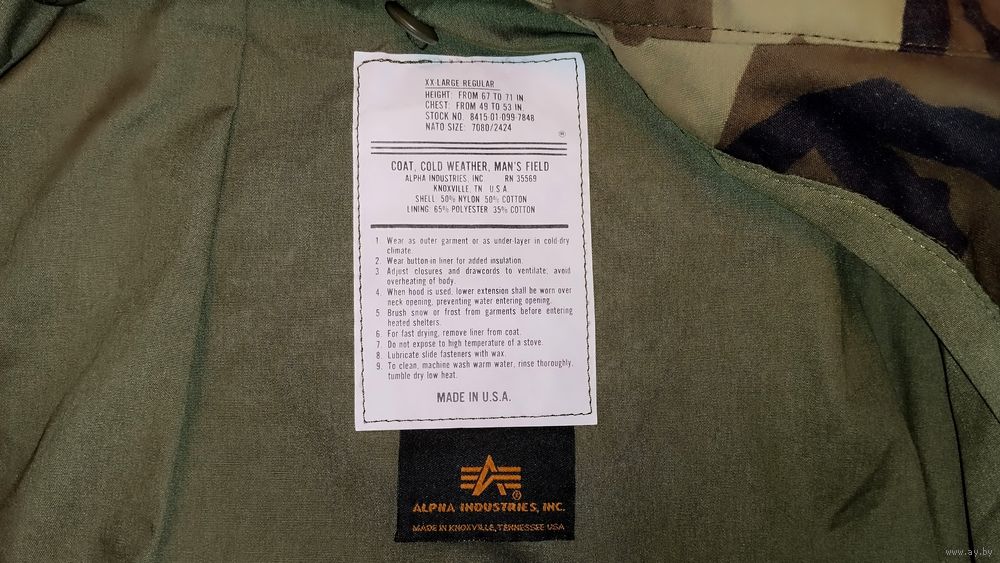 XX-LARGE REGULAR
HEIGHT: FROM 67 TO 71 IN.
CHEST: FROM 49 TO 53 IN.
STOCK NO. 8415-01-099-7848
NATO SIZE: 7080/2424
COAT, COLD WEATHER, MAN'S FIELD
ALPHA INDUSTRIES, INC. RN 35569
KNOXVILLE, TN U.S.A
SHELL: 50% NYLON 50% COTTON
LINING: 65% POLYESTER 35% COTTON
1. Wear as outer garment or as under-layer in cold-dry
climate.
2. Wear button-in liner for added insulation.
3. Adjust closures and drawcords to ventilate; avoid
overheating of body.
4. When hood is used, lower extension shall be worn over
neck opening, preventing water entering opening.
5. Brush snow or frost from garments before entering
heated shelters.
6. For fast drying, remove liner from coat.
7. Do not expose to high temperature of a stove.
8. Lubricate slide fasteners with wax.
9. To clean, machine wash warm water, rinse thoroughly,
tumble dry low heat.
MADE IN U.S.A.
ALPHA INDUSTRIES, INC.
MADE IN KNOXVILLE, TENNESSEE USA
www.ay.by